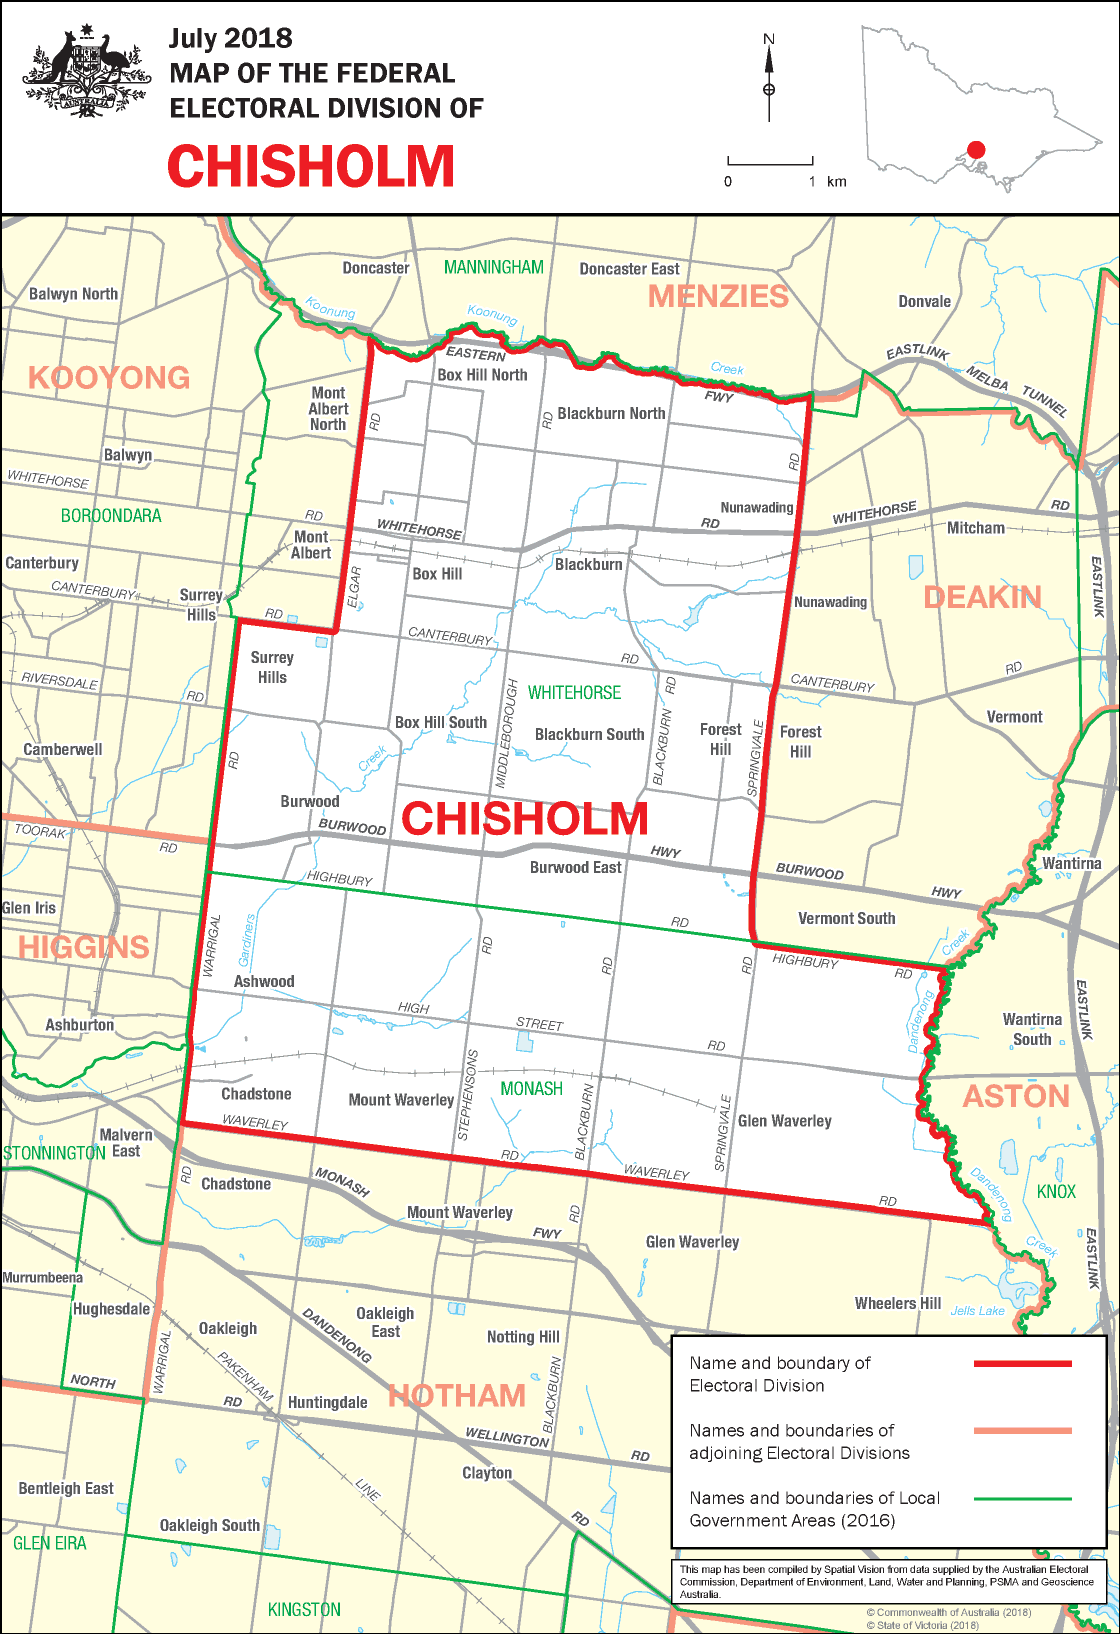 July 2018
MAP OF THE FEDERAL
ELECTORAL DIVISION OF
CHISHOLM
AUSTRALIA
N
0 1 km
Doncaster
MANNINGHAM
Doncaster East
MENZIES
Donvale
Balwyn North
Koonung
Koonung
Creek
EASTERN
FWY
EASTLINK
MELBA TUNNEL
KOOYONG
Mont
Albert
North
RD
Box Hill North
RD
Blackburn North
RD
Balwyn
WHITEHORSE
RD
BOROONDARA
Mont
Albert
WHITEHORSE
RD
Nunawading
WHITEHORSE
RD
Mitcham
Canterbury
CANTERBURY
RD
Surrey
Hills
ELGAR
Box Hill
Blackburn
Nunawading
DEAKIN
EASTLINK
CANTERBURY
RD
CANTERBURY
RD
RIVERSDALE
RD
Surrey
Hills
WHITEHORSE
Vermont
Camberwell
RD
Creek
Box Hill South
MIDDLEBOROUGH
Blackburn South
RD
BLACKBURN
Forest
Hill
SPRINGVALE
Forest
Hill
Burwood
CHISHOLM
TOORAK
RD
BURWOOD
HWY
Burwood East
BURWOOD
HWY
Wantirna
HIGHBURY
RD
HIGHBURY
RD
Glen Iris
HIGGINS
WARRIGAL
Gardiners
RD
RD
RD
Vermont South
Creek
Dandenong
Ashwood
HIGH
STREET
RD
Ashburton
Wantirna
South
EASTLINK
Chadstone
Mount Waverley
STEPHENSONS
MONASH
BLACKBURN
SPRINGVALE
Glen Waverley
ASTON
WAVERLEY
RD
WAVERLEY
RD
Malvern
East
STONNINGTON
RD
Chadstone
MONASH
FWY
Mount Waverley
RD
Glen Waverley
Dandenong
Creek
KNOX
EASTLINK
Murrumbeena
Hughesdale
Oakleigh
WARRIGAL
PAKENHAM
LINE
DANDENONG
RD
Oakleigh
East
Notting Hill
BLACKBURN
Wheelers Hill
Jells Lake
NORTH
RD
Huntingdale
HOTHAM
WELLINGTON
RD
Clayton
Bentleigh East
Oakleigh South
GLEN EIRA
KINGSTON
Name and boundary of
Electoral Division
Names and boundaries of
adjoining Electoral Divisions
Names and boundaries of Local
Government Areas (2016)
This map has been compiled by Spatial Vision from data supplied by the Australian Electoral
Commission, Department of Environment, Land, Water and Planning, PSMA and Geoscience
Australia.
© Commonwealth of Australia (2018)
© State of Victoria (2018)